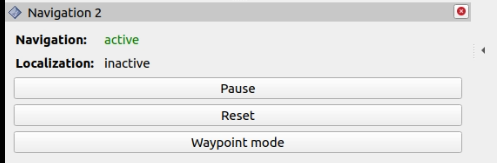 Navigation 2
Navigation: active
Localization: inactive
Pause
Reset
Waypoint mode